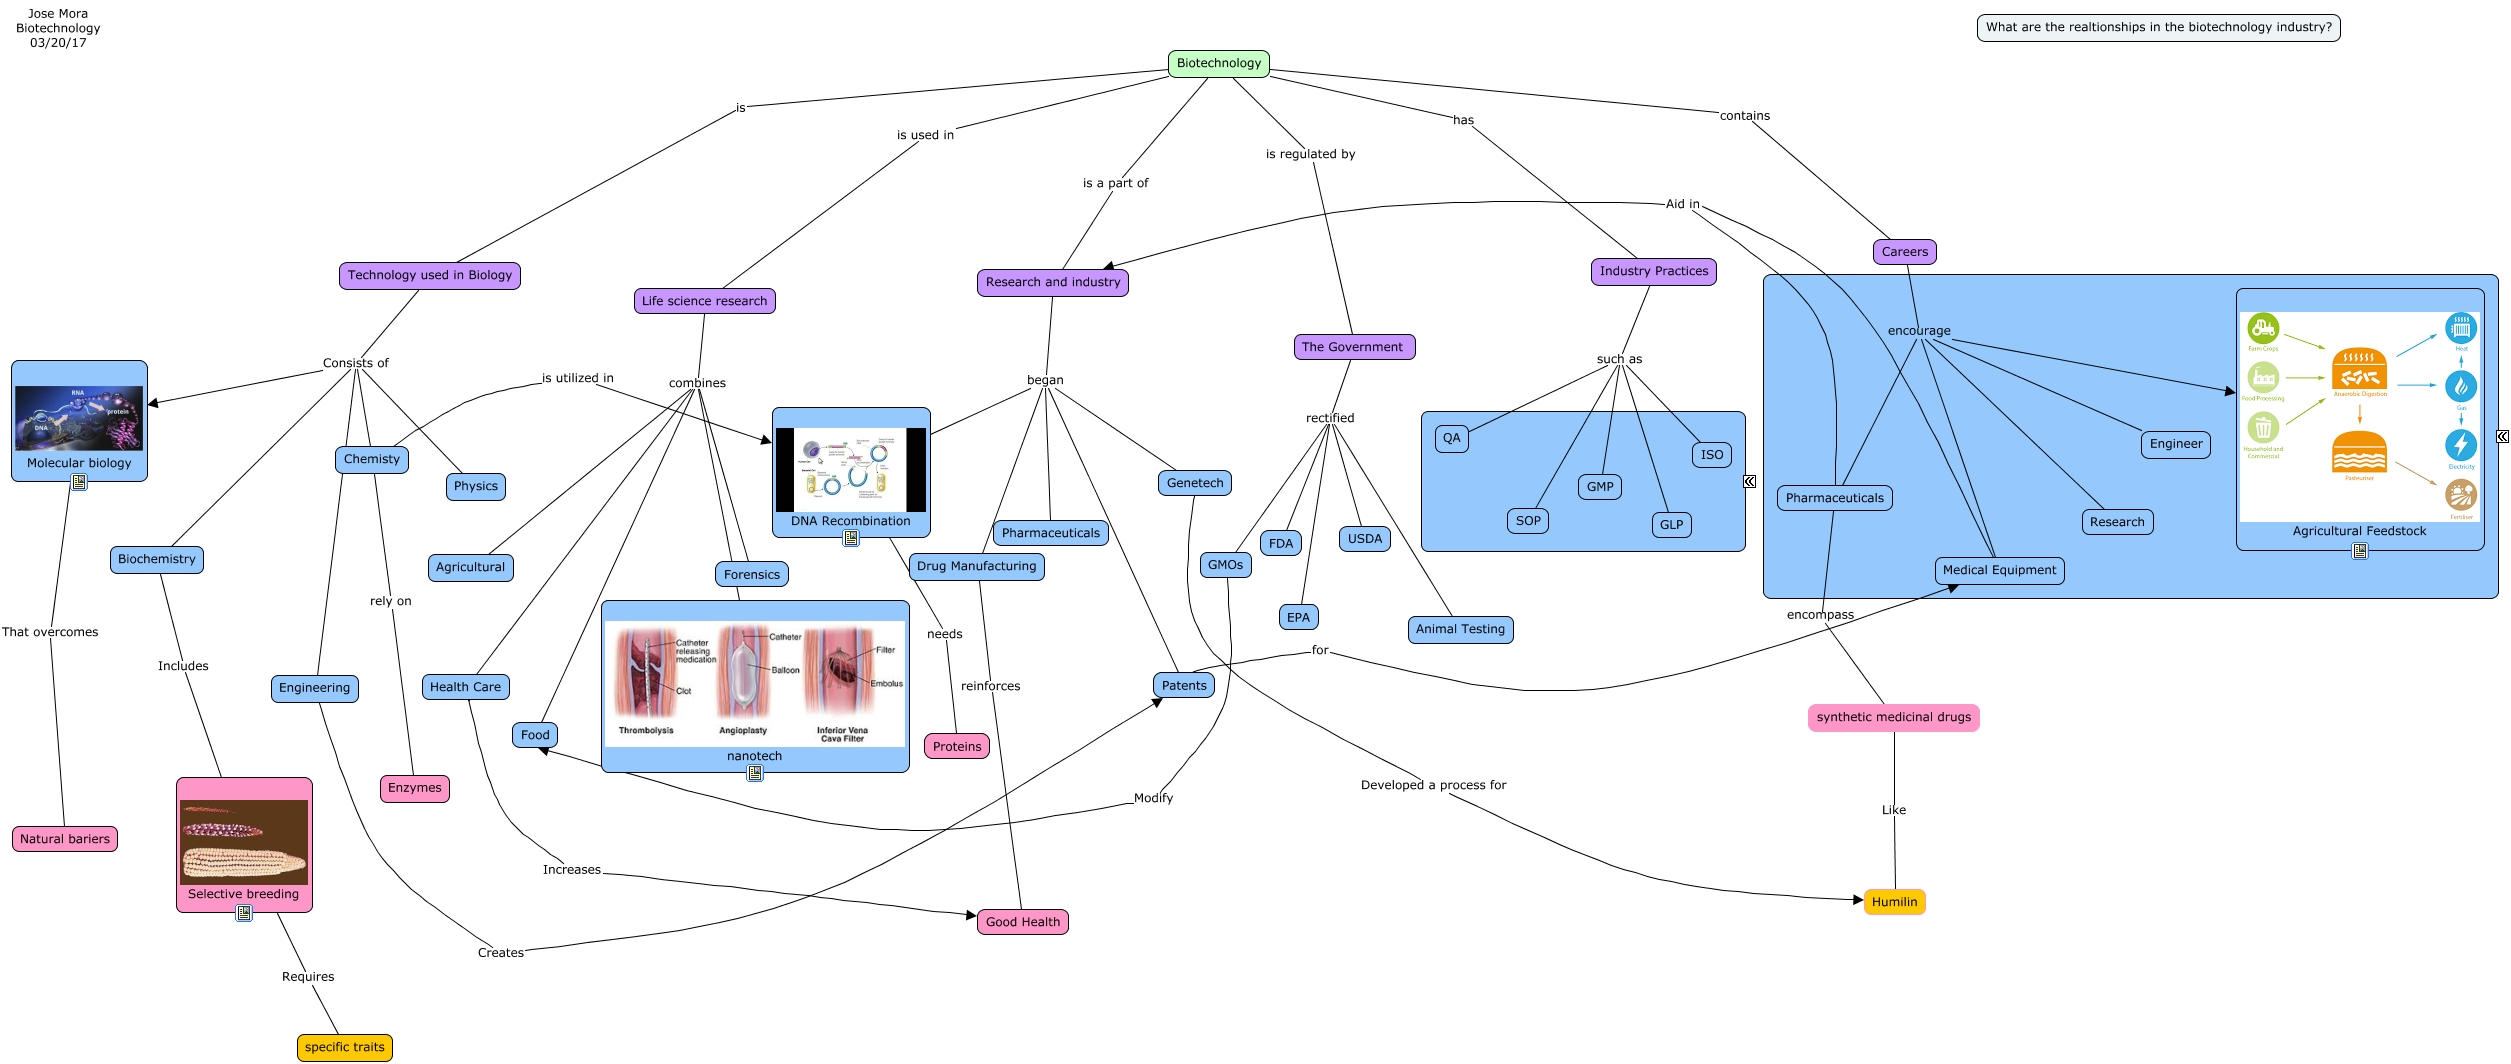 Jose Mora
Biotechnology
03/20/17
What are the realtionships in the biotechnology industry?
Biotechnology
is
is used in
is a part of
is regulated by
has
contains
Aid in
Technology used in Biology
Life science research
Research and industry
The Government
Industry Practices
Careers
Consists of
is utilized in
combines
began
rectified
such as
encourage
RNA
protein
DNA
Molecular biology
Chemisty
Physics
Biochemistry
Engineering
Agricultural
Health Care
Food
Forensics
DNA Recombination
Drug Manufacturing
Pharmaceuticals
Genetech
Patents
GMOs
FDA
EPA
USDA
Animal Testing
QA
SOP
GMP
GLP
ISO
Pharmaceuticals
Medical Equipment
Research
Engineer
Farm Crops
Food Processing
Household and
Commercial
Anaerobic Digestion
Pasteuriser
Heat
Gas
Electricity
Fertiliser
Agricultural Feedstock
That overcomes
Includes
rely on
needs
reinforces
for
encompass
Catheter
releasing
medication
Clot
Thrombolysis
Catheter
Balloon
Angioplasty
Filter
Embolus
Inferior Vena
Cava Filter
nanotech
Proteins
synthetic medicinal drugs
Enzymes
Modify
Developed a process for
Like
Natural bariers
Selective breeding
Increases
Good Health
Humilin
Creates
Requires
specific traits